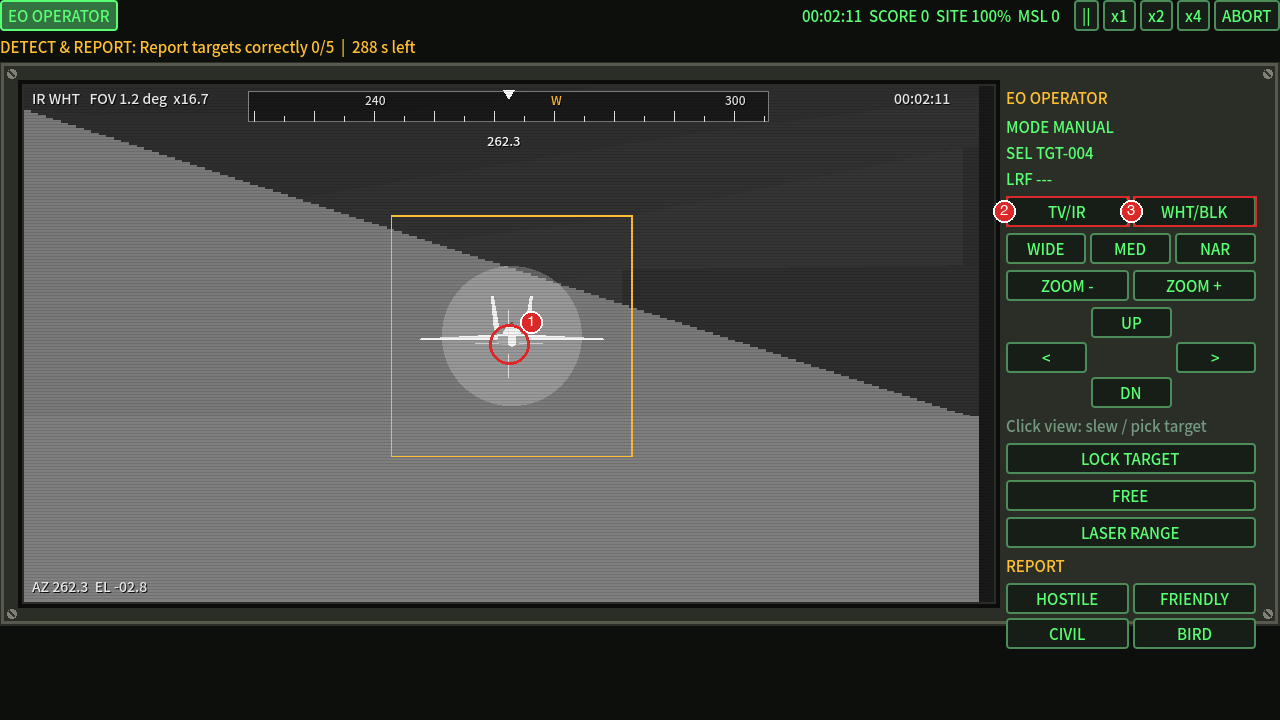 EO OPERATOR
00:02:11 SCORE 0 SITE 100% MSL 0
|| x1 x2 x4 ABORT
DETECT & REPORT: Report targets correctly 0/5 | 288 s left
IR WHT FOV 1.2 deg x16.7
240 W 300
00:02:11
262.3
1
AZ 262.3 EL -02.8
EO OPERATOR
MODE MANUAL
SEL TGT-004
LRF ---
2 TV/IR 3 WHT/BLK
WIDE MED NAR
ZOOM - ZOOM +
UP
< >
DN
Click view: slew / pick target
LOCK TARGET
FREE
LASER RANGE
REPORT
HOSTILE FRIENDLY
CIVIL BIRD